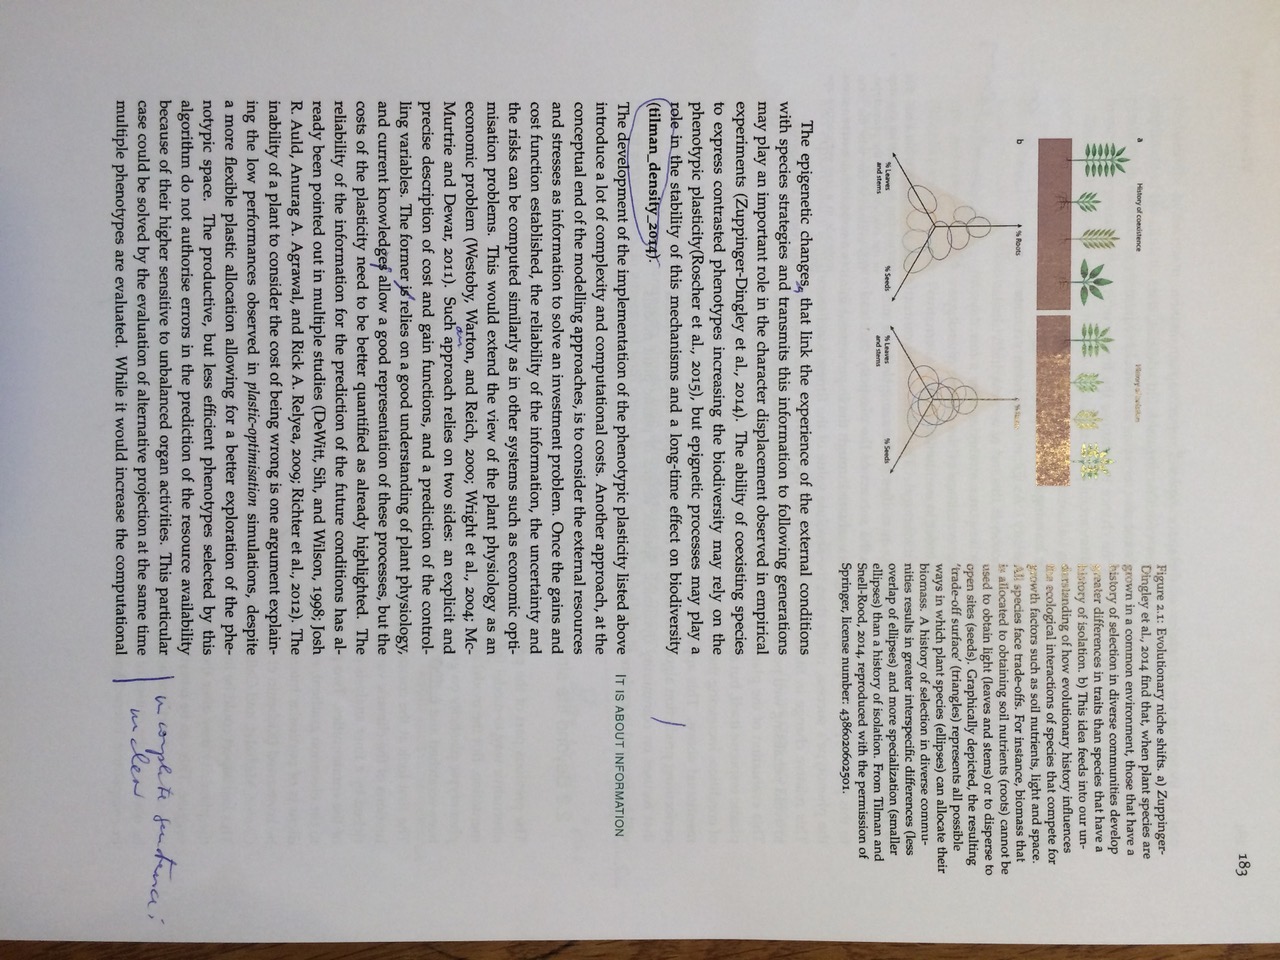 183
a
History of coexistence
History of isolation
b
% Roots
% Leaves
and stems
% Seeds
% Leaves
and stems
% Seeds
Figure 2.1: Evolutionary niche shifts. a) Zuppinger-
Dingley et al., 2014 find that, when plant species are
grown in a common environment, those that have a
history of selection in diverse communities develop
greater differences in traits than species that have a
history of isolation. b) This idea feeds into our un-
derstanding of how evolutionary history influences
the ecological interactions of species that compete for
growth factors such as soil nutrients, light and space.
All species face trade-offs. For instance, biomass that
is allocated to obtaining soil nutrients (roots) cannot be
used to obtain light (leaves and stems) or to disperse to
open sites (seeds). Graphically depicted, the resulting
‘trade-off surface’ (triangles) represents all possible
ways in which plant species (ellipses) can allocate their
biomass. A history of selection in diverse commu-
nities results in greater interspecific differences (less
overlap of ellipses) and more specialization (smaller
ellipses) than a history of isolation. From Tilman and
Snell-Rood, 2014, reproduced with the permission of
Springer, license number: 4386020602501.
The epigenetic changes, that link the experience of the external conditions
with species strategies and transmits this information to following generations
may play an important role in the character displacement observed in empirical
experiments (Zuppinger-Dingley et al., 2014). The ability of coexisting species
to express contrasted phenotypes increasing the biodiversity may rely on the
phenotypic plasticity(Roscher et al., 2015), but epignetic processes may play a
role in the stability of this mechanisms and a long-time effect on biodiversity
(tilman_density_2014).
The development of the implementation of the phenotypic plasticity listed above
IT IS ABOUT INFORMATION
introduce a lot of complexity and computational costs. Another approach, at the
conceptual end of the modelling approaches, is to consider the external resources
and stresses as information to solve an investment problem. Once the gains and
cost function established, the reliability of the information, the uncertainty and
the risks can be computed similarly as in other systems such as economic opti-
misation problems. This would extend the view of the plant physiology as an
economic problem (Westoby, Warton, and Reich, 2000; Wright et al., 2004; Mc-
Murtrie and Dewar, 2011). Such an approach relies on two sides: an explicit and
precise description of cost and gain functions, and a prediction of the control-
ling variables. The former is relies on a good understanding of plant physiology,
and current knowledges allow a good representation of these processes, but the
costs of the plasticity need to be better quantified as already highlighted. The
reliability of the information for the prediction of the future conditions has al-
ready been pointed out in multiple studies (DeWitt, Sih, and Wilson, 1998; Josh
R. Auld, Anurag A. Agrawal, and Rick A. Relyea, 2009; Richter et al., 2012). The
inability of a plant to consider the cost of being wrong is one argument explain-
ing the low performances observed in plastic-optimisation simulations, despite
a more flexible plastic allocation allowing for a better exploration of the phe-
notypic space. The productive, but less efficient phenotypes selected by this
algorithm do not authorise errors in the prediction of the resource availability
because of their higher sensitive to unbalanced organ activities. This particular
case could be solved by the evaluation of alternative projection at the same time
multiple phenotypes are evaluated. While it would increase the computational
incomplete sentence;
unclear